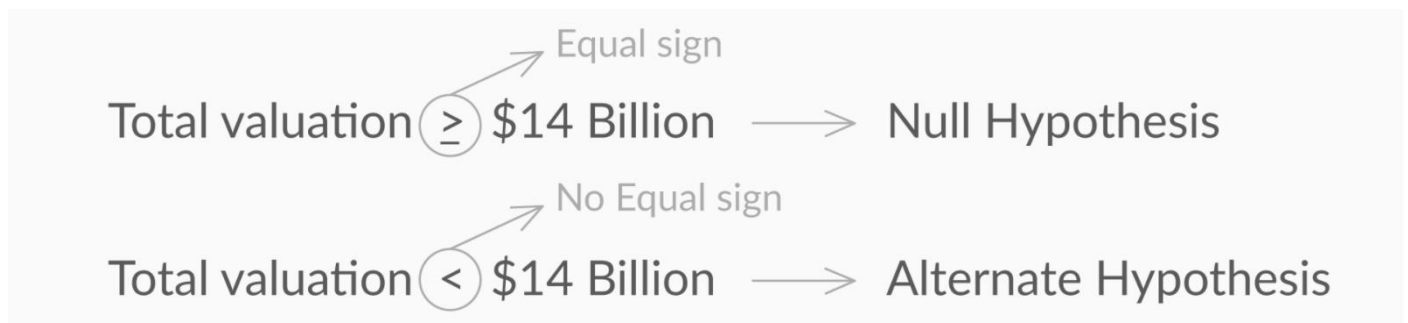 Equal sign
Total valuation ≥ $14 Billion Null Hypothesis
No Equal sign
Total valuation < $14 Billion Alternate Hypothesis